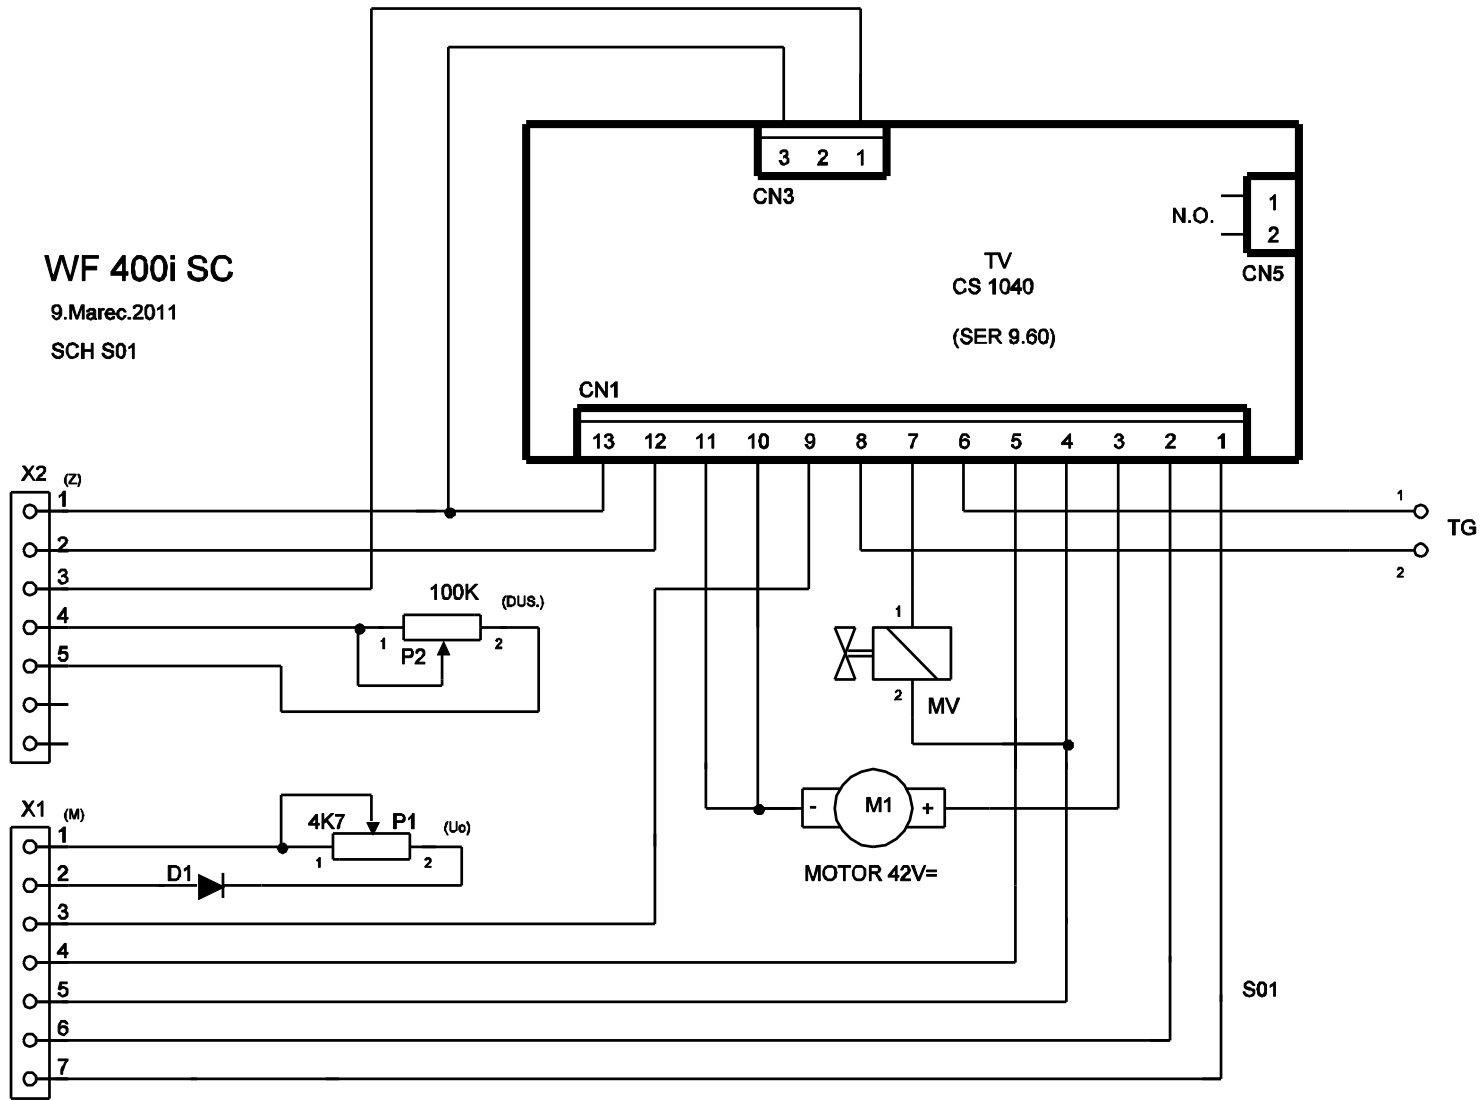 3 2 1
CN3
N.O.
1
2
CN5
TV
CS 1040
(SER 9.60)
WF 400i SC
9.Marec.2011
SCH S01
CN1
13 12 11 10 9 8 7 6 5 4 3 2 1
X2 (Z)
1
2
3
4
5
100K (DUS.)
1 P2 2
1
TG
2
1
2
MV
- M1 +
MOTOR 42V=
X1 (M)
1
2
3
4
5
6
7
4K7 P1 (Uo)
1 2
D1
S01